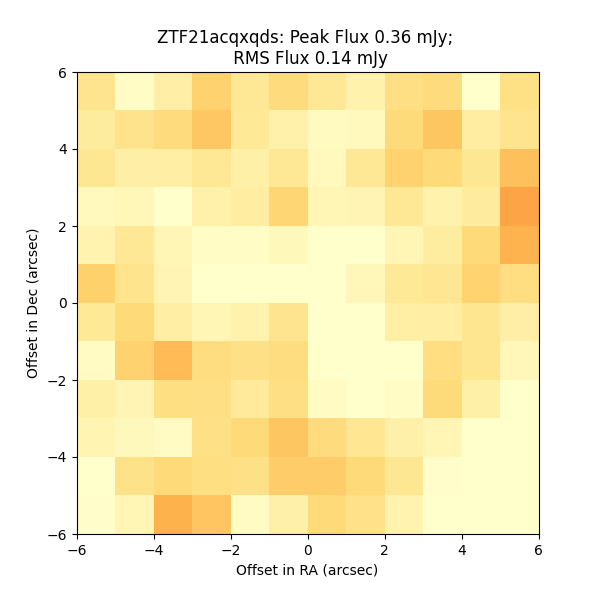 ZTF21acqxqds: Peak Flux 0.36 mJy;
RMS Flux 0.14 mJy
6
4
2
0
−2
−4
−6
Offset in Dec (arcsec)
−6 −4 −2 0 2 4 6
Offset in RA (arcsec)